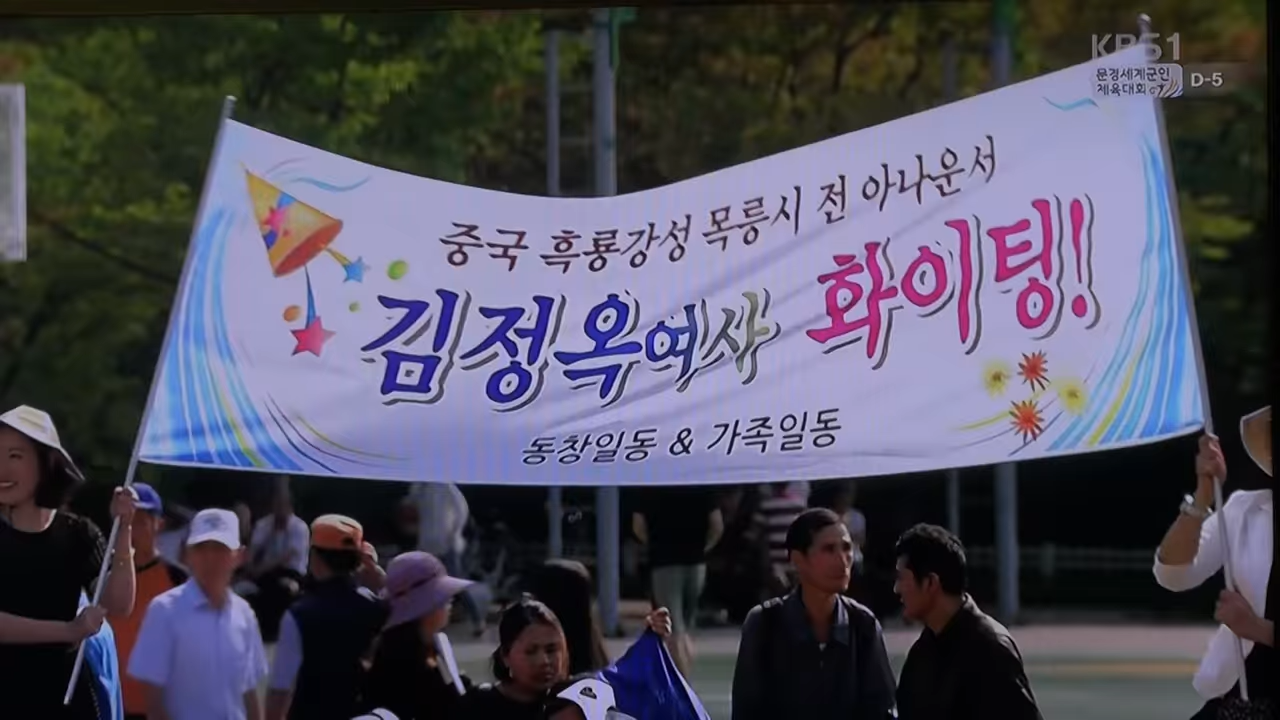 KBS1
문경세계군인
체육대회
D-5
중국 흑룡강성 목릉시 전 아나운서
김정옥여사 화이팅!
동창일동 & 가족일동